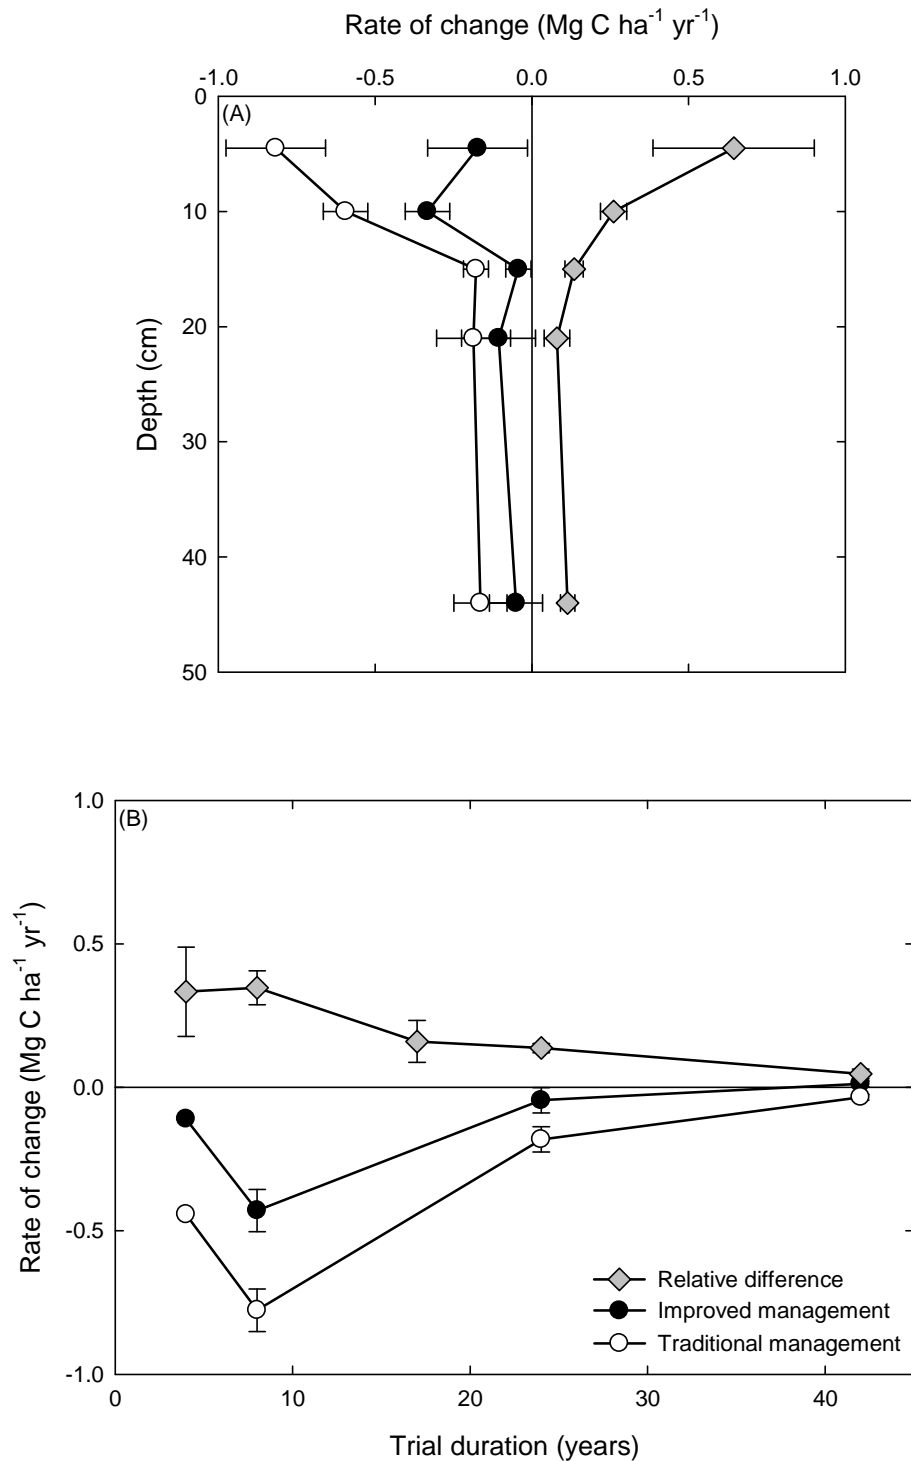 Rate of change (Mg C ha⁻¹ yr⁻¹)
-1.0 -0.5 0.0 0.5 1.0
(A)
0
10
20
30
40
50
Depth (cm)
1.0
(B)
0.5
0.0
-0.5
-1.0
Rate of change (Mg C ha⁻¹ yr⁻¹)
Relative difference
Improved management
Traditional management
0 10 20 30 40
Trial duration (years)